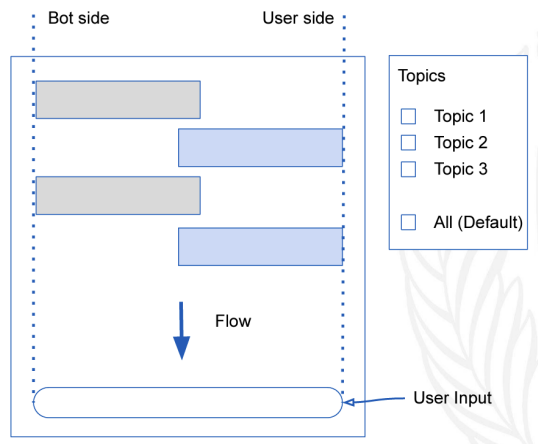 Bot side
User side
Topics
Topic 1
Topic 2
Topic 3
All (Default)
Flow
User Input